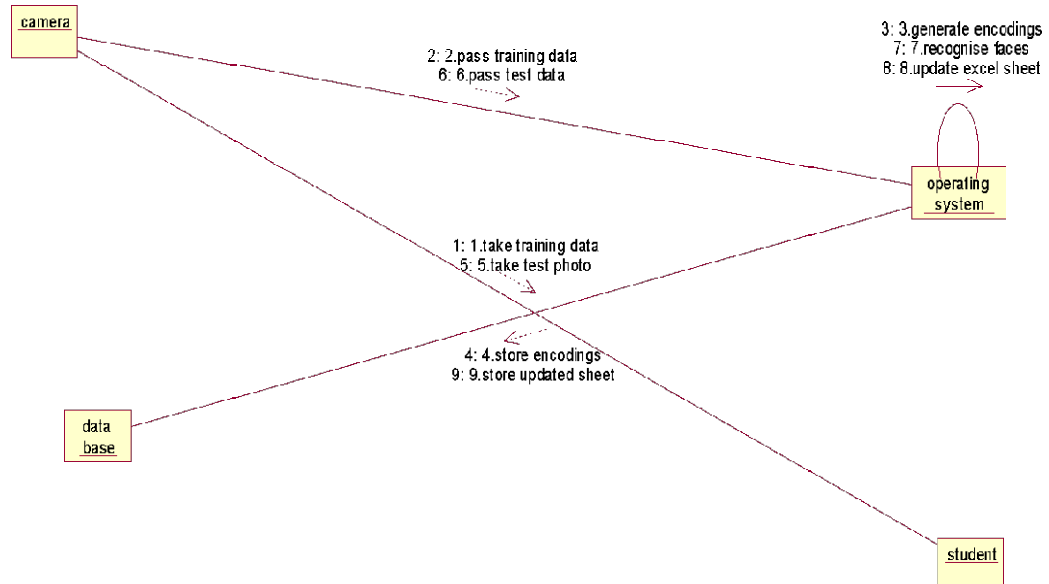 camera
2: 2.pass training data
6: 6.pass test data
3: 3.generate encodings
7: 7.recognise faces
8: 8.update excel sheet
operating
system
1: 1.take training data
5: 5.take test photo
4: 4.store encodings
9: 9.store updated sheet
data
base
student